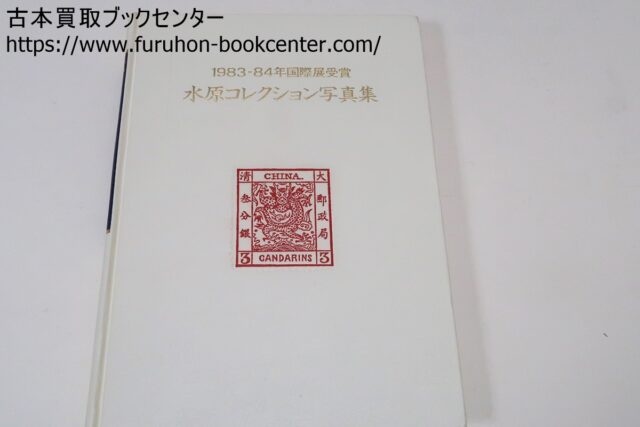 古本買取ブックセンター
https://www.furuhon-bookcenter.com/
1983-84年国際展受賞
水原コレクション写真集
清 CHINA. 大
叁分銀
郵政局
3 CANDARINS 3